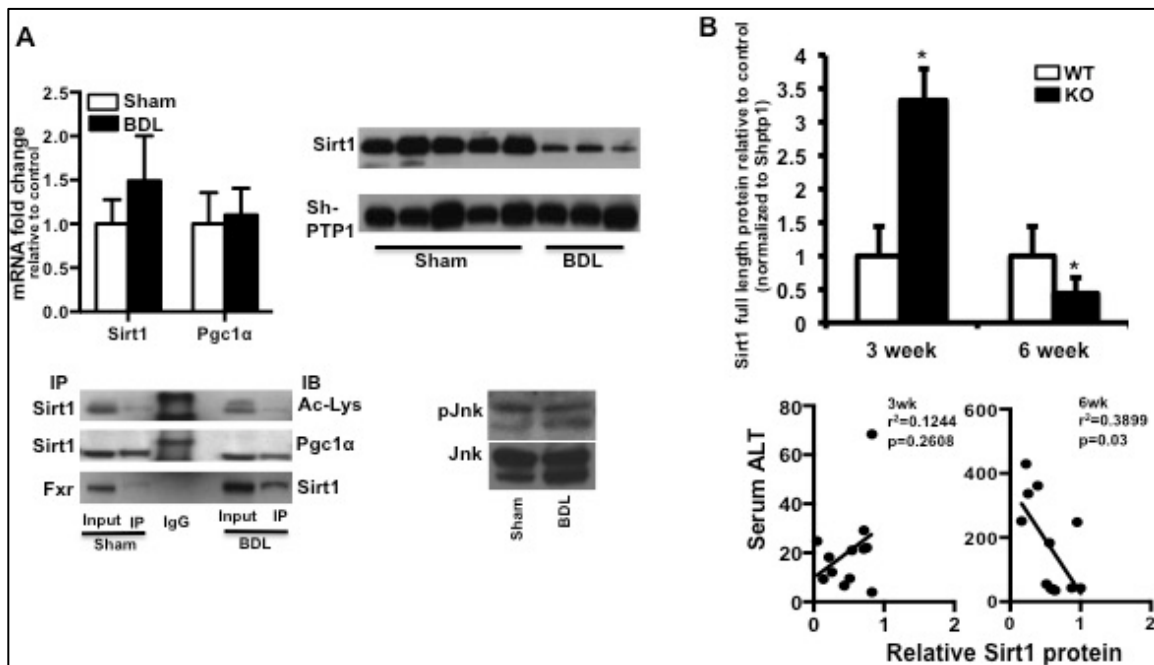 A
mRNA fold change
relative to control
2.5
2.0
1.5
1.0
0.5
0.0
Sham
BDL
Sirt1 Pgc1α
Sirt1
Sh-
PTP1
Sham BDL
IP IB
Sirt1 Ac-Lys
Sirt1 Pgc1α
Fxr Sirt1
Input IP IgG Input IP
Sham BDL
pJnk
Jnk
Sham
BDL
B
Sirt1 full length protein relative to control
(normalized to Shptp1)
4
3.5
3
2.5
2
1.5
1
0.5
0
*
*
WT
KO
3 week 6 week
Serum ALT
80
60
40
20
0
3wk
r²=0.1244
p=0.2608
0 1 2
600
400
200
0
6wk
r²=0.3899
p=0.03
0 1 2
Relative Sirt1 protein